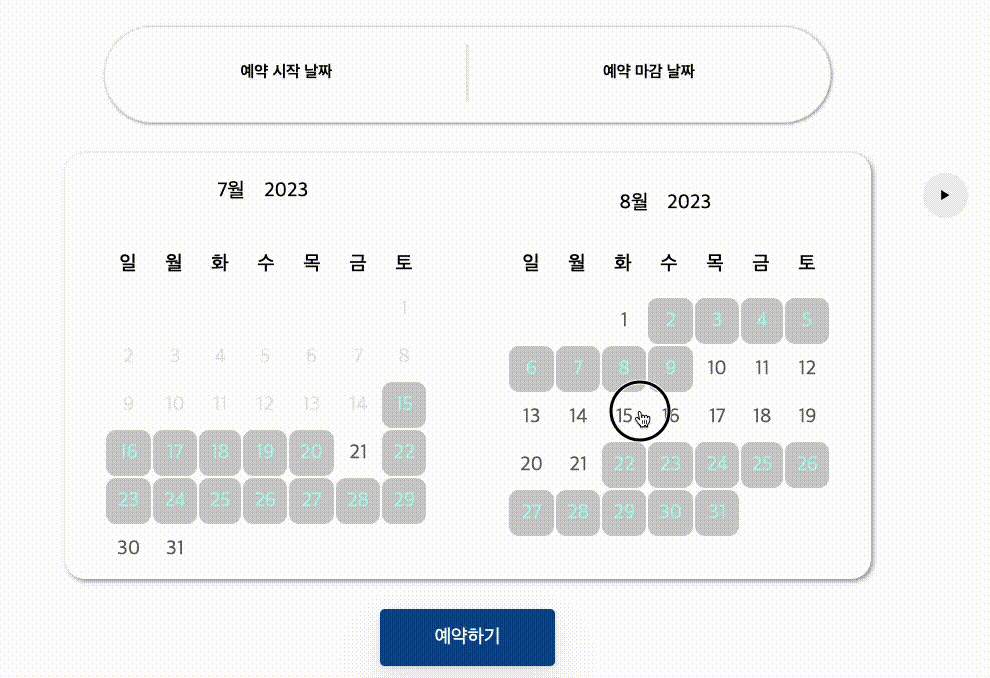 예약 시작 날짜 예약 마감 날짜
7월 2023
일 월 화 수 목 금 토
1
2 3 4 5 6 7 8
9 10 11 12 13 14 15
16 17 18 19 20 21 22
23 24 25 26 27 28 29
30 31
8월 2023
일 월 화 수 목 금 토
1 2 3 4 5
6 7 8 9 10 11 12
13 14 15 16 17 18 19
20 21 22 23 24 25 26
27 28 29 30 31
예약하기